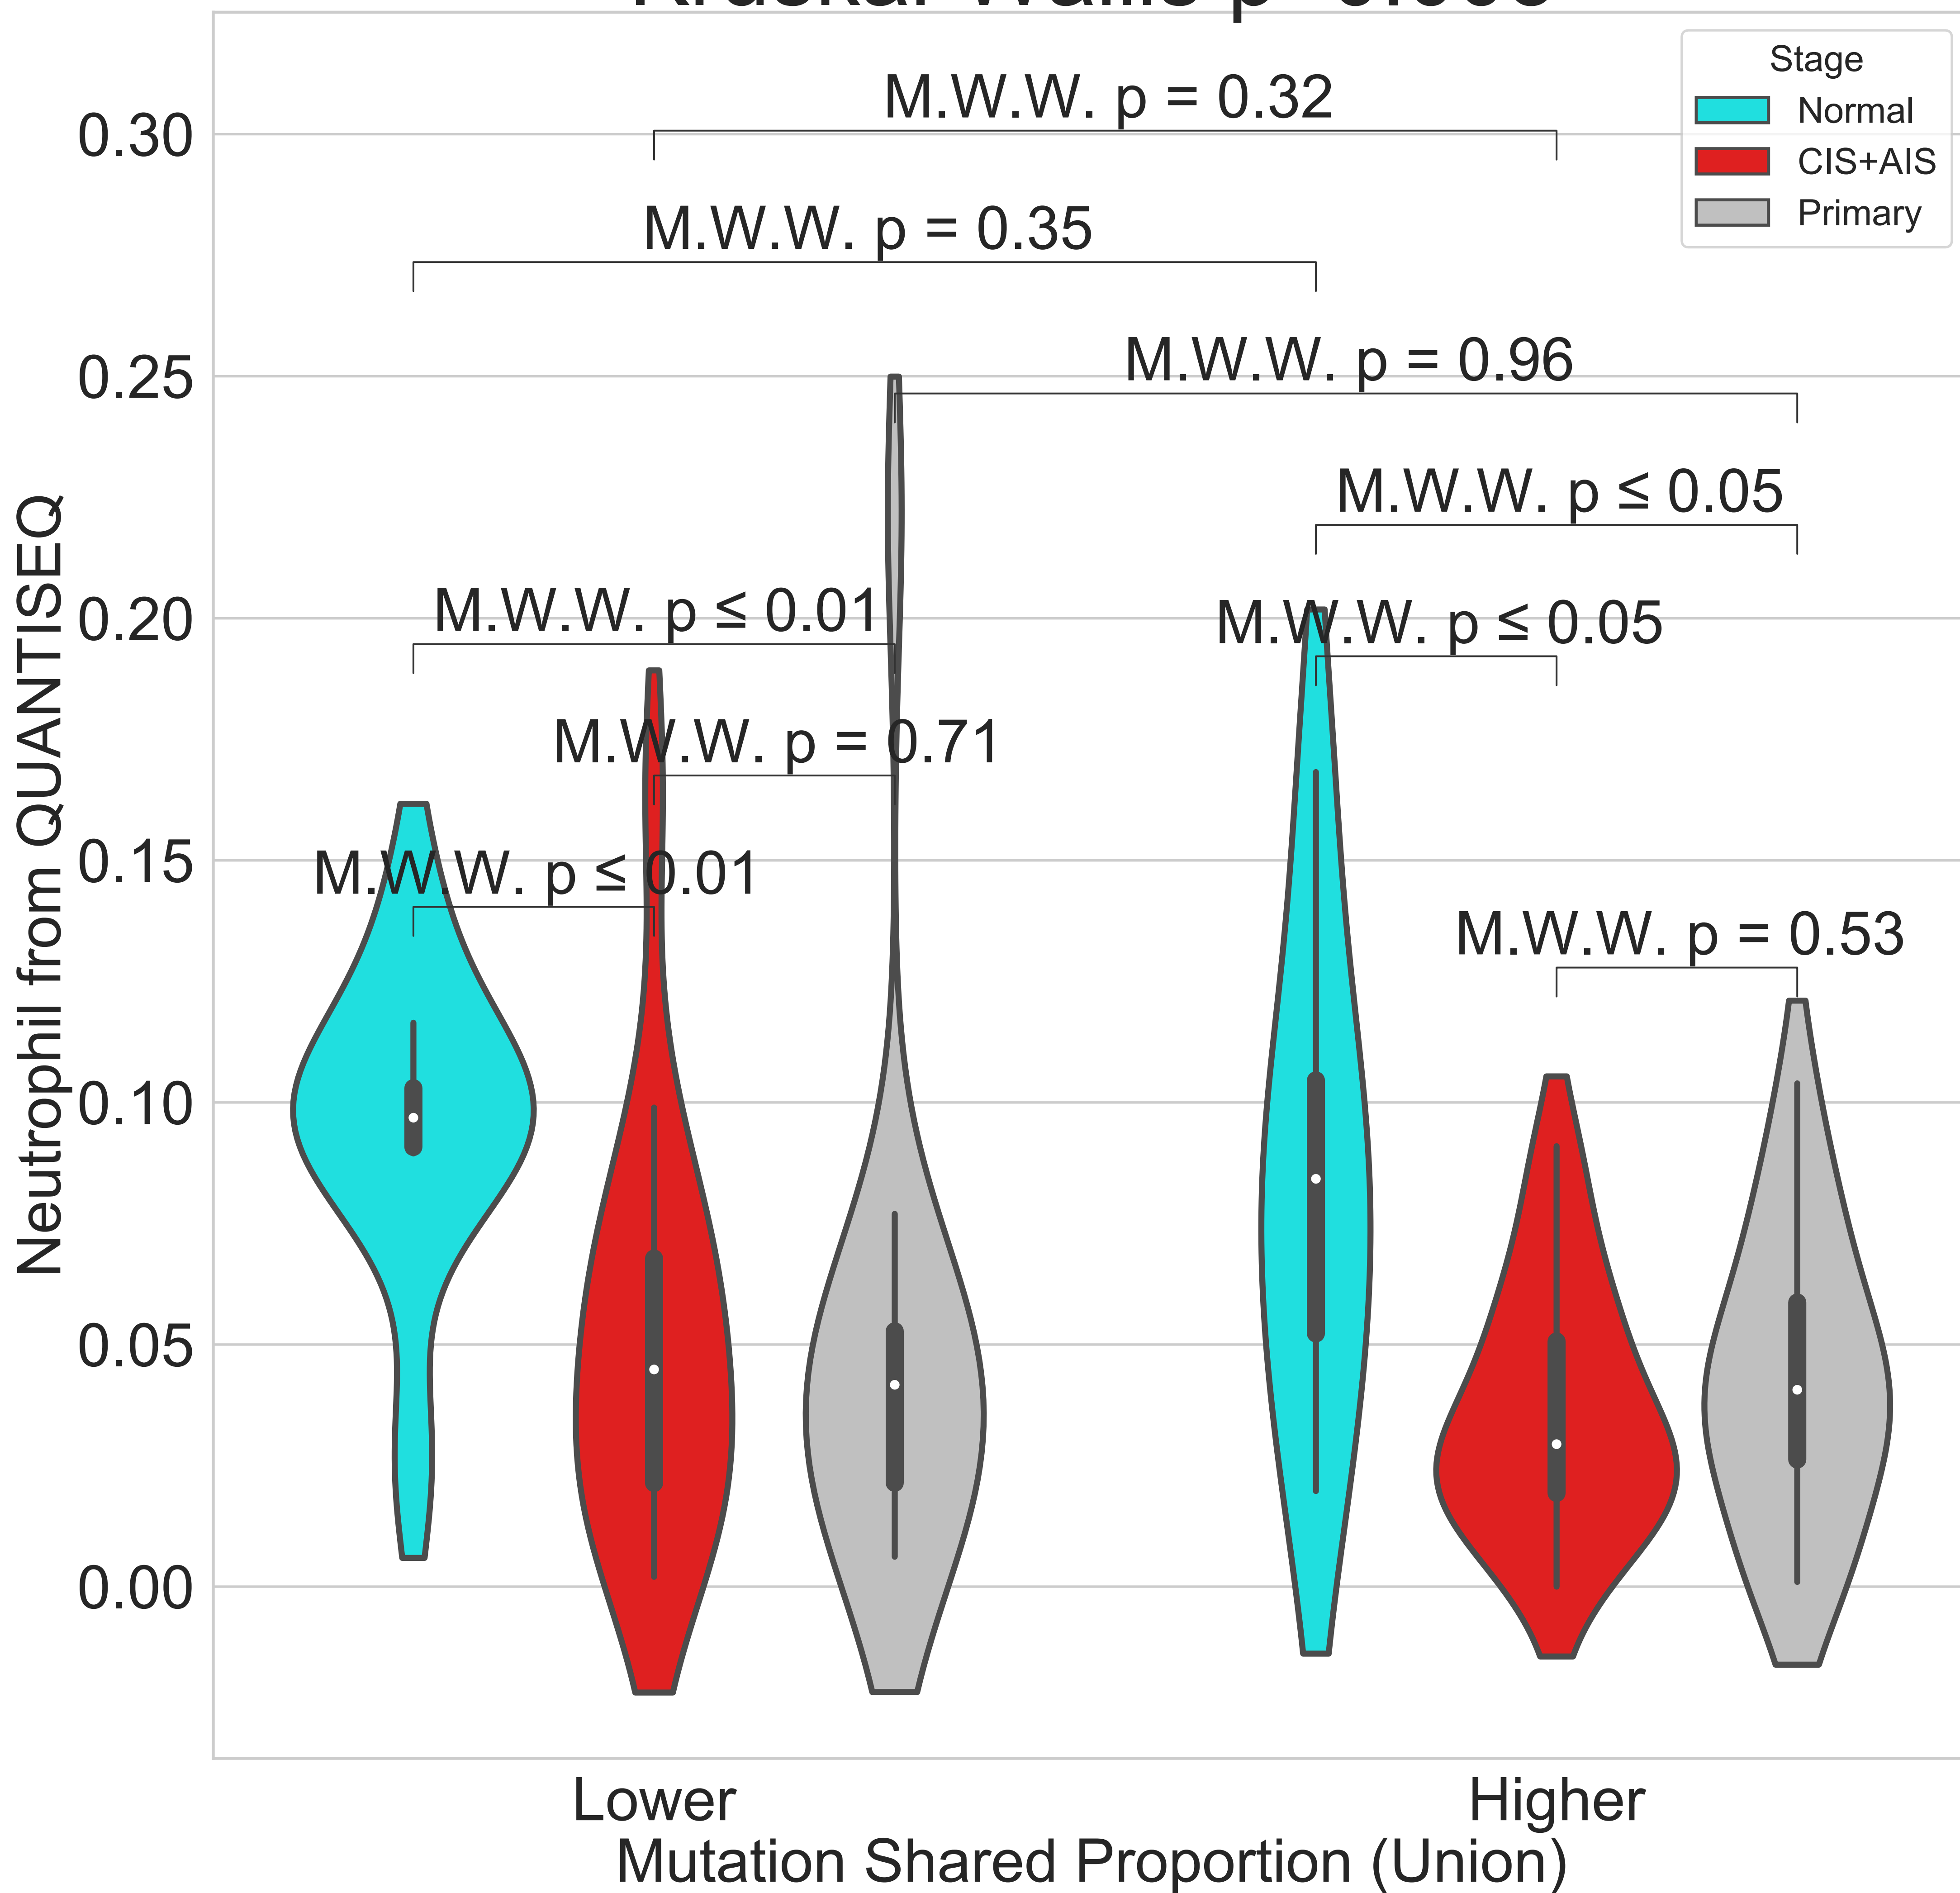 Stage
Normal
CIS+AIS
Primary
M.W.W. p = 0.32
M.W.W. p = 0.35
M.W.W. p = 0.96
M.W.W. p ≤ 0.05
M.W.W. p ≤ 0.01
M.W.W. p ≤ 0.05
M.W.W. p = 0.71
M.W.W. p ≤ 0.01
M.W.W. p = 0.53
Neutrophil from QUANTISEQ
0.30
0.25
0.20
0.15
0.10
0.05
0.00
Lower
Higher
Mutation Shared Proportion (Union)